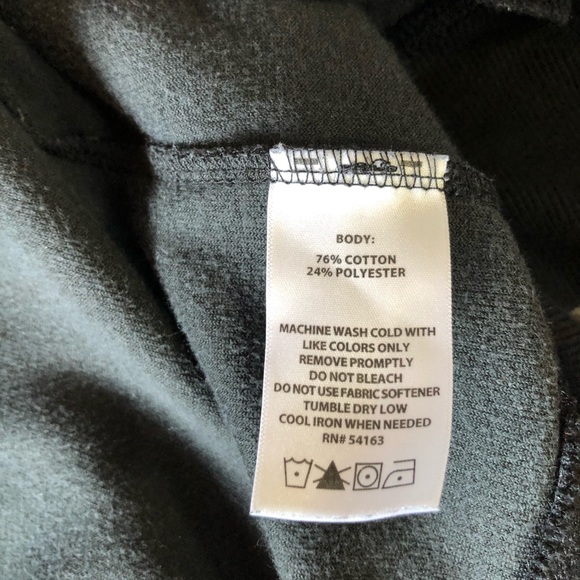 BODY:
76% COTTON
24% POLYESTER
MACHINE WASH COLD WITH
LIKE COLORS ONLY
REMOVE PROMPTLY
DO NOT BLEACH
DO NOT USE FABRIC SOFTENER
TUMBLE DRY LOW
COOL IRON WHEN NEEDED
RN# 54163